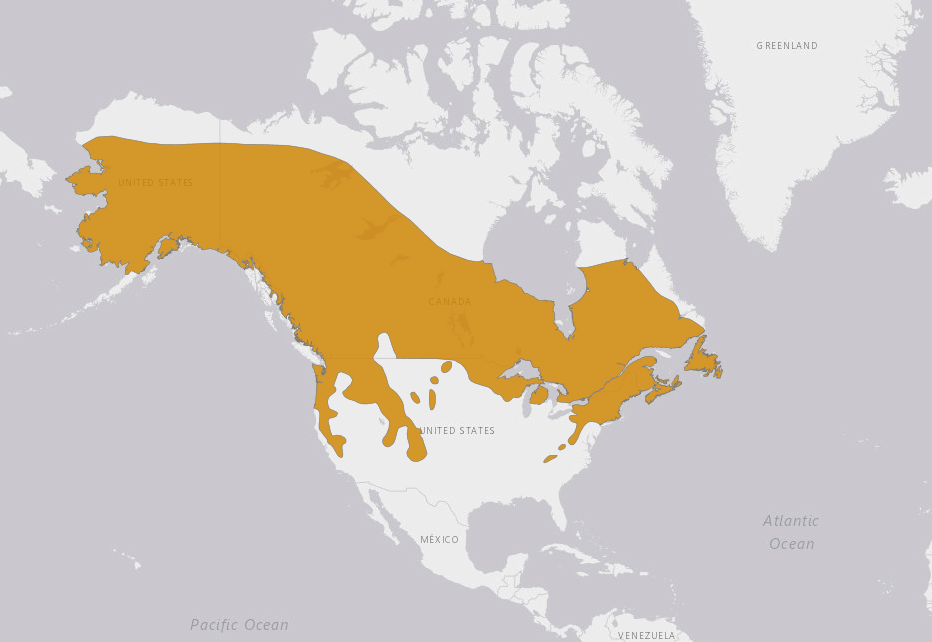 GREENLAND
UNITED STATES
CANADA
UNITED STATES
Atlantic
Ocean
MÉXICO
Pacific Ocean
VENEZUELA